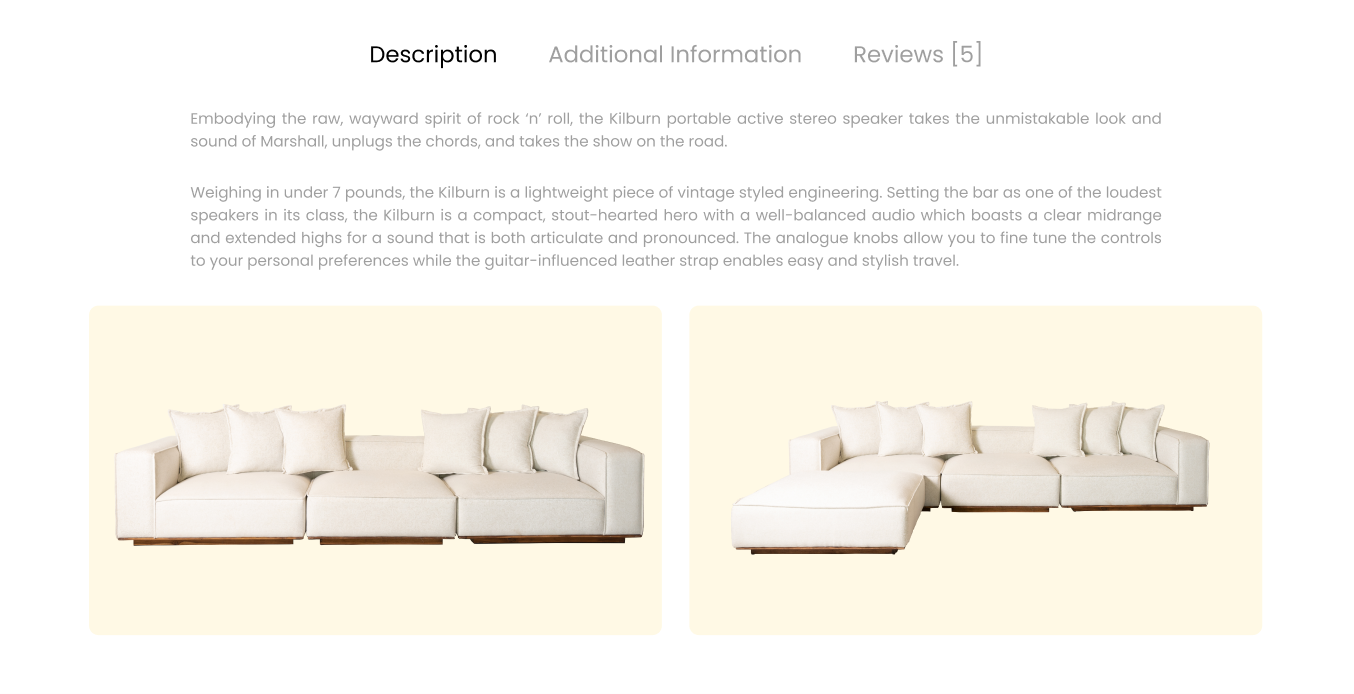 Description Additional Information Reviews [5]
Embodying the raw, wayward spirit of rock ‘n’ roll, the Kilburn portable active stereo speaker takes the unmistakable look and
sound of Marshall, unplugs the chords, and takes the show on the road.
Weighing in under 7 pounds, the Kilburn is a lightweight piece of vintage styled engineering. Setting the bar as one of the loudest
speakers in its class, the Kilburn is a compact, stout-hearted hero with a well-balanced audio which boasts a clear midrange
and extended highs for a sound that is both articulate and pronounced. The analogue knobs allow you to fine tune the controls
to your personal preferences while the guitar-influenced leather strap enables easy and stylish travel.